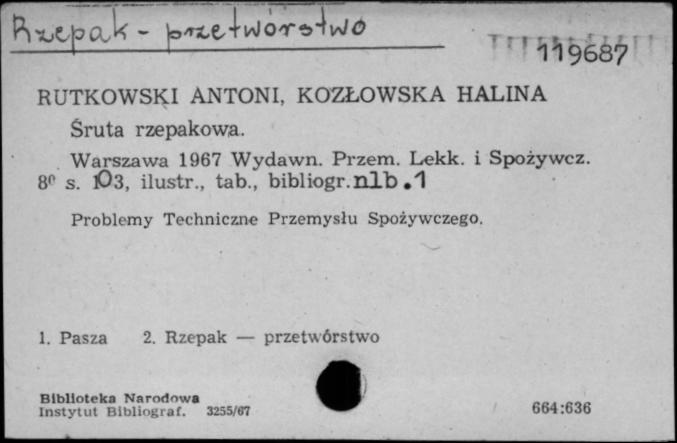 Rzepak - przetwórstwo
119687
RUTKOWSKI ANTONI, KOZŁOWSKA HALINA
Śruta rzepakowa.
Warszawa 1967 Wydawn. Przem. Lekk. i Spożywcz.
8⁰ s. 103, ilustr., tab., bibliogr. nlb.1
Problemy Techniczne Przemysłu Spożywczego.
1. Pasza 2. Rzepak — przetwórstwo
Biblioteka Narodowa
Instytut Bibliograf. 3255/67
664:636